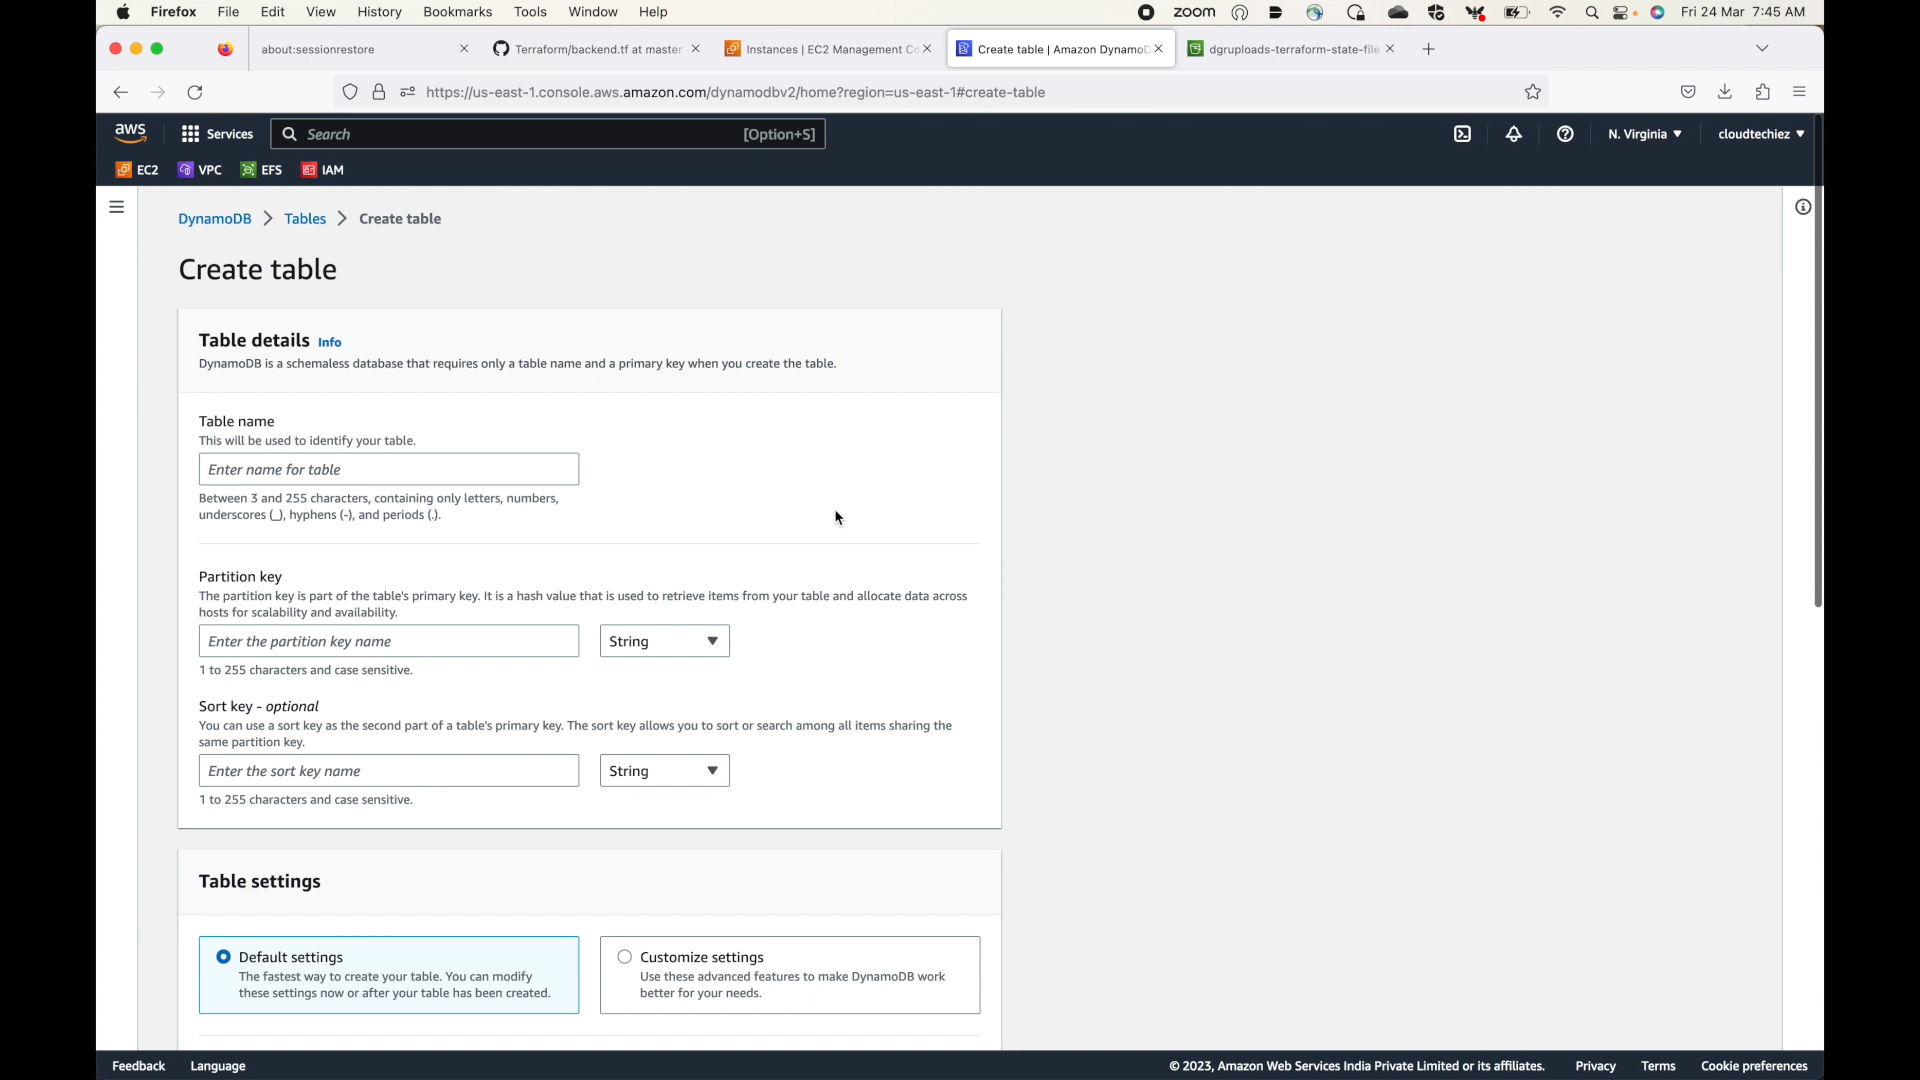 Firefox File Edit View History Bookmarks Tools Window Help zoom Fri 24 Mar 7:45 AM
about:sessionrestore Terraform/backend.tf at master Instances | EC2 Management Co Create table | Amazon DynamoD dgruploads-terraform-state-file
https://us-east-1.console.aws.amazon.com/dynamodbv2/home?region=us-east-1#create-table
aws Services Search [Option+S] N. Virginia cloudtechiez
EC2 VPC EFS IAM
DynamoDB Tables Create table
Create table
Table details Info
DynamoDB is a schemaless database that requires only a table name and a primary key when you create the table.
Table name
This will be used to identify your table.
Enter name for table
Between 3 and 255 characters, containing only letters, numbers,
underscores (_), hyphens (-), and periods (.).
Partition key
The partition key is part of the table's primary key. It is a hash value that is used to retrieve items from your table and allocate data across
hosts for scalability and availability.
Enter the partition key name String
1 to 255 characters and case sensitive.
Sort key - optional
You can use a sort key as the second part of a table's primary key. The sort key allows you to sort or search among all items sharing the
same partition key.
Enter the sort key name String
1 to 255 characters and case sensitive.
Table settings
Default settings
The fastest way to create your table. You can modify
these settings now or after your table has been created.
Customize settings
Use these advanced features to make DynamoDB work
better for your needs.
Feedback Language © 2023, Amazon Web Services India Private Limited or its affiliates. Privacy Terms Cookie preferences